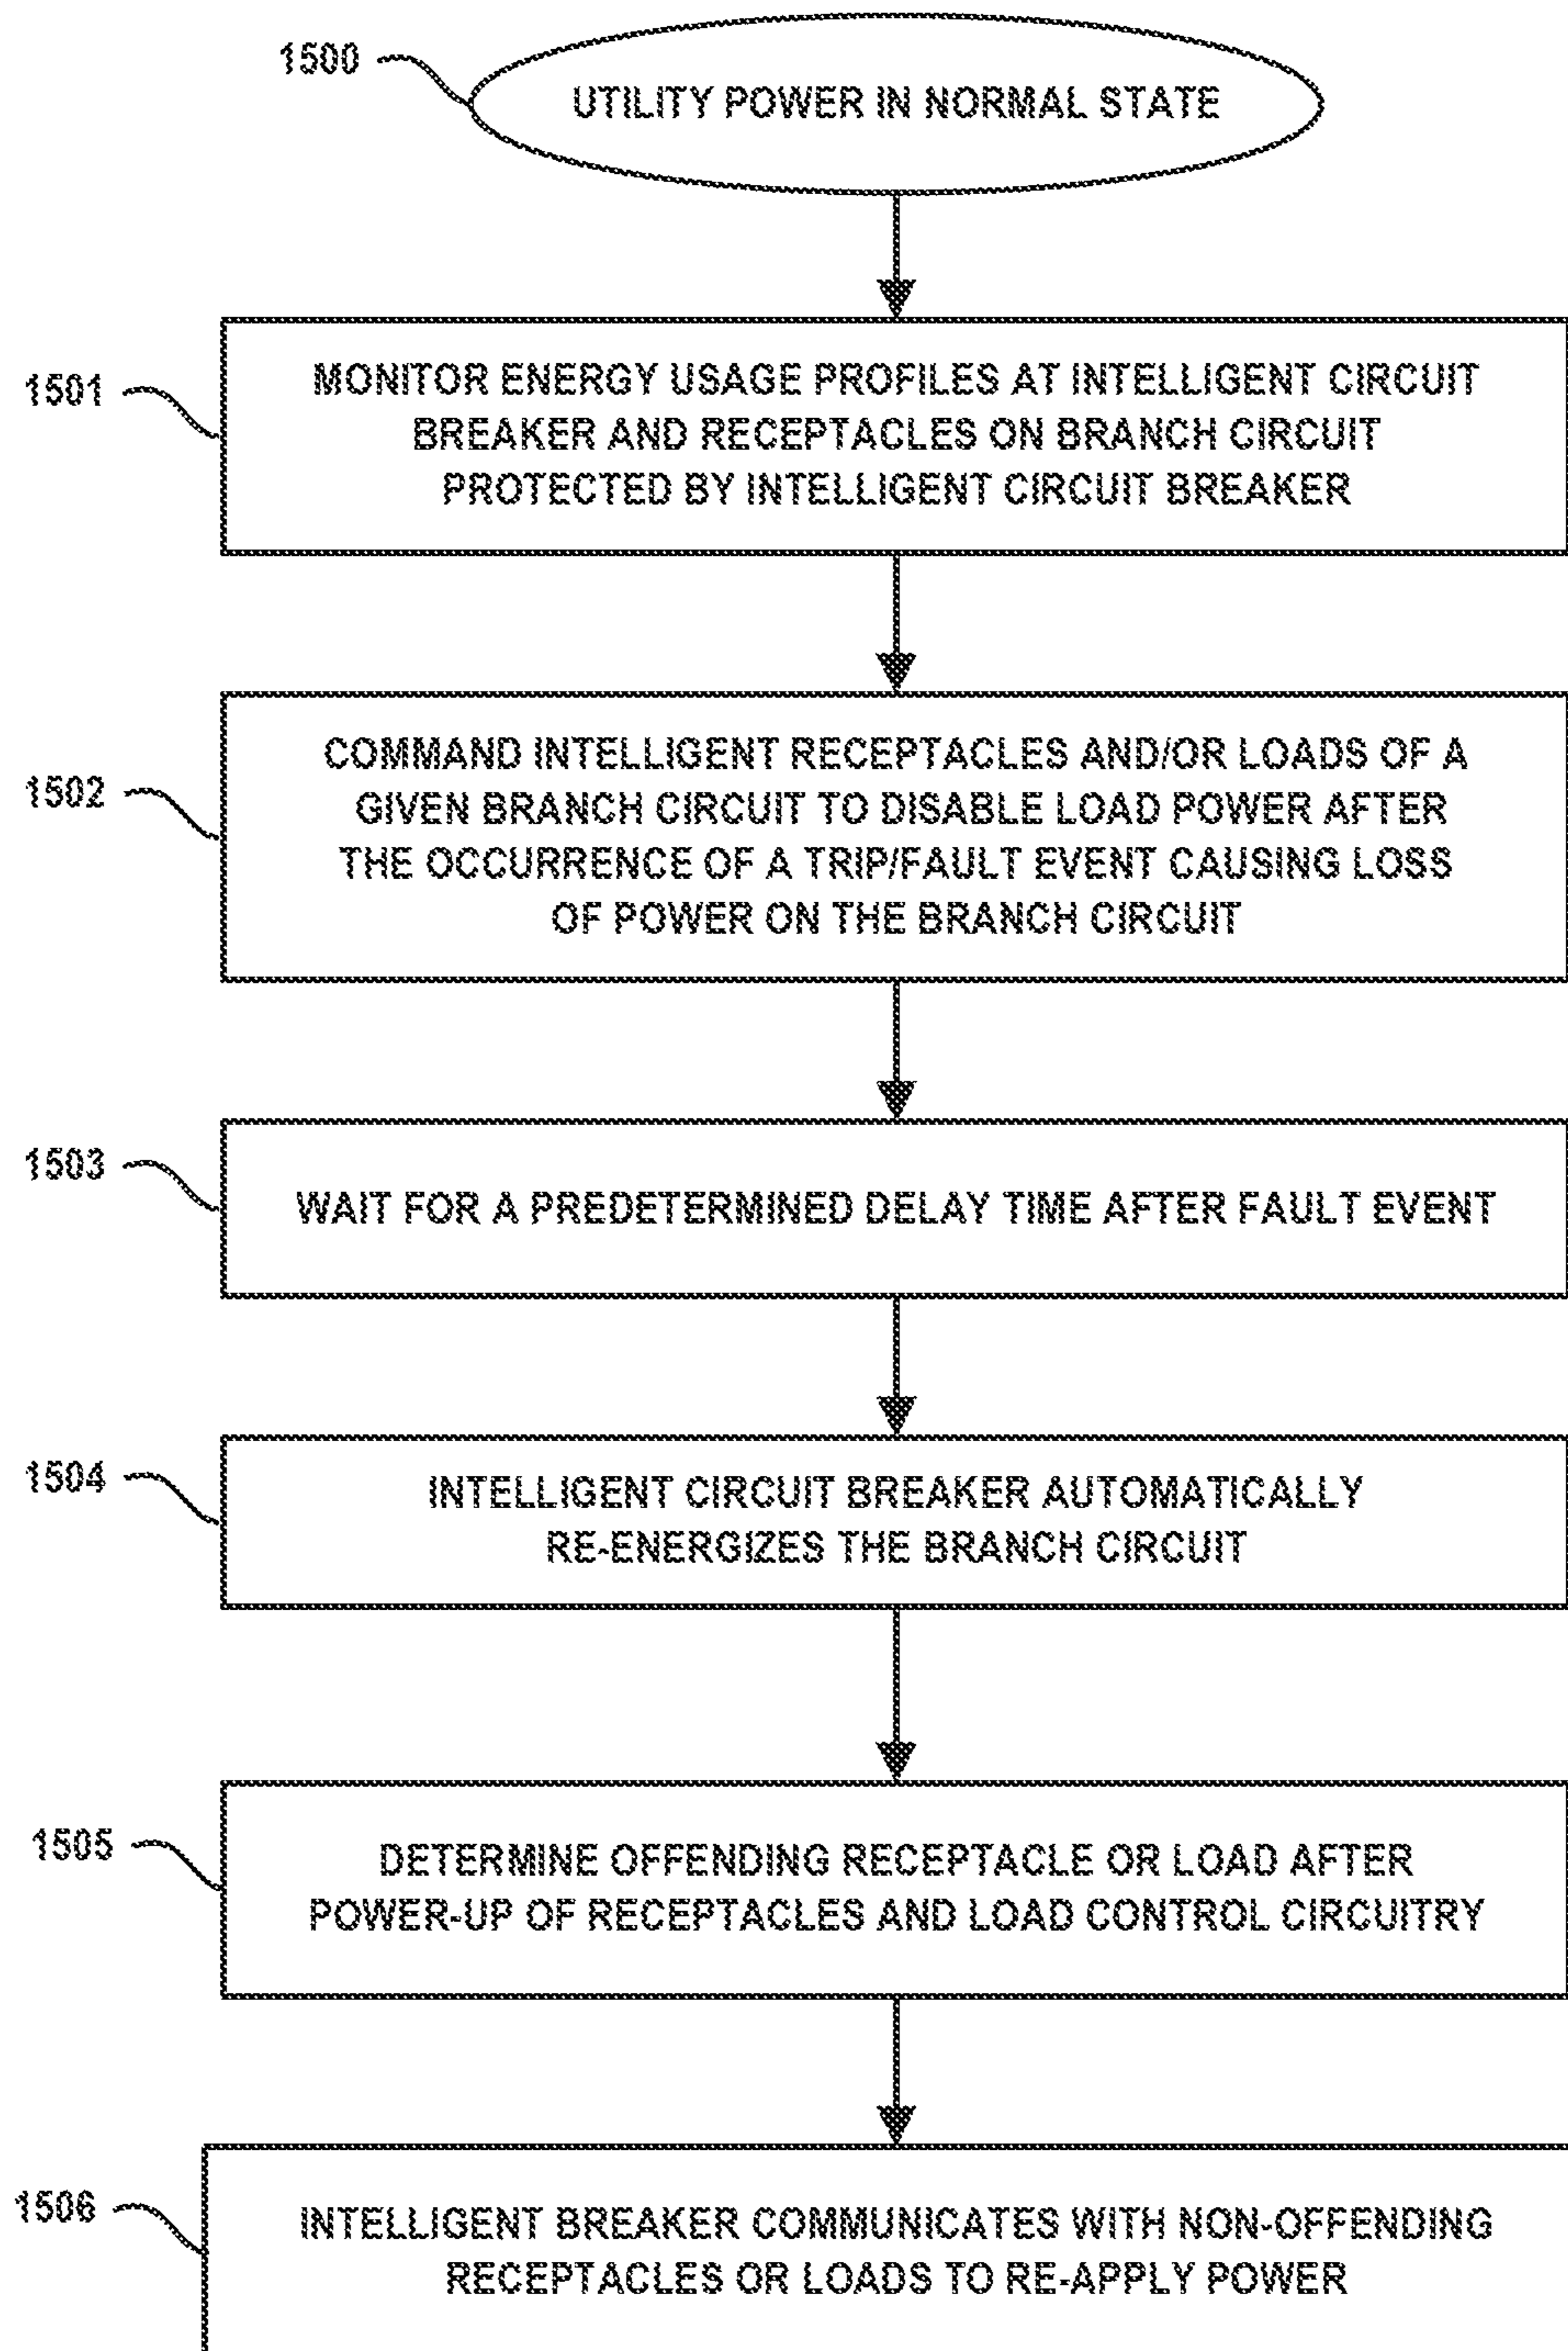 1500
UTILITY POWER IN NORMAL STATE
1501
MONITOR ENERGY USAGE PROFILES AT INTELLIGENT CIRCUIT
BREAKER AND RECEPTACLES ON BRANCH CIRCUIT
PROTECTED BY INTELLIGENT CIRCUIT BREAKER
1502
COMMAND INTELLIGENT RECEPTACLES AND/OR LOADS OF A
GIVEN BRANCH CIRCUIT TO DISABLE LOAD POWER AFTER
THE OCCURRENCE OF A TRIP/FAULT EVENT CAUSING LOSS
OF POWER ON THE BRANCH CIRCUIT
1503
WAIT FOR A PREDETERMINED DELAY TIME AFTER FAULT EVENT
1504
INTELLIGENT CIRCUIT BREAKER AUTOMATICALLY
RE-ENERGIZES THE BRANCH CIRCUIT
1505
DETERMINE OFFENDING RECEPTACLE OR LOAD AFTER
POWER-UP OF RECEPTACLES AND LOAD CONTROL CIRCUITRY
1506
INTELLIGENT BREAKER COMMUNICATES WITH NON-OFFENDING
RECEPTACLES OR LOADS TO RE-APPLY POWER